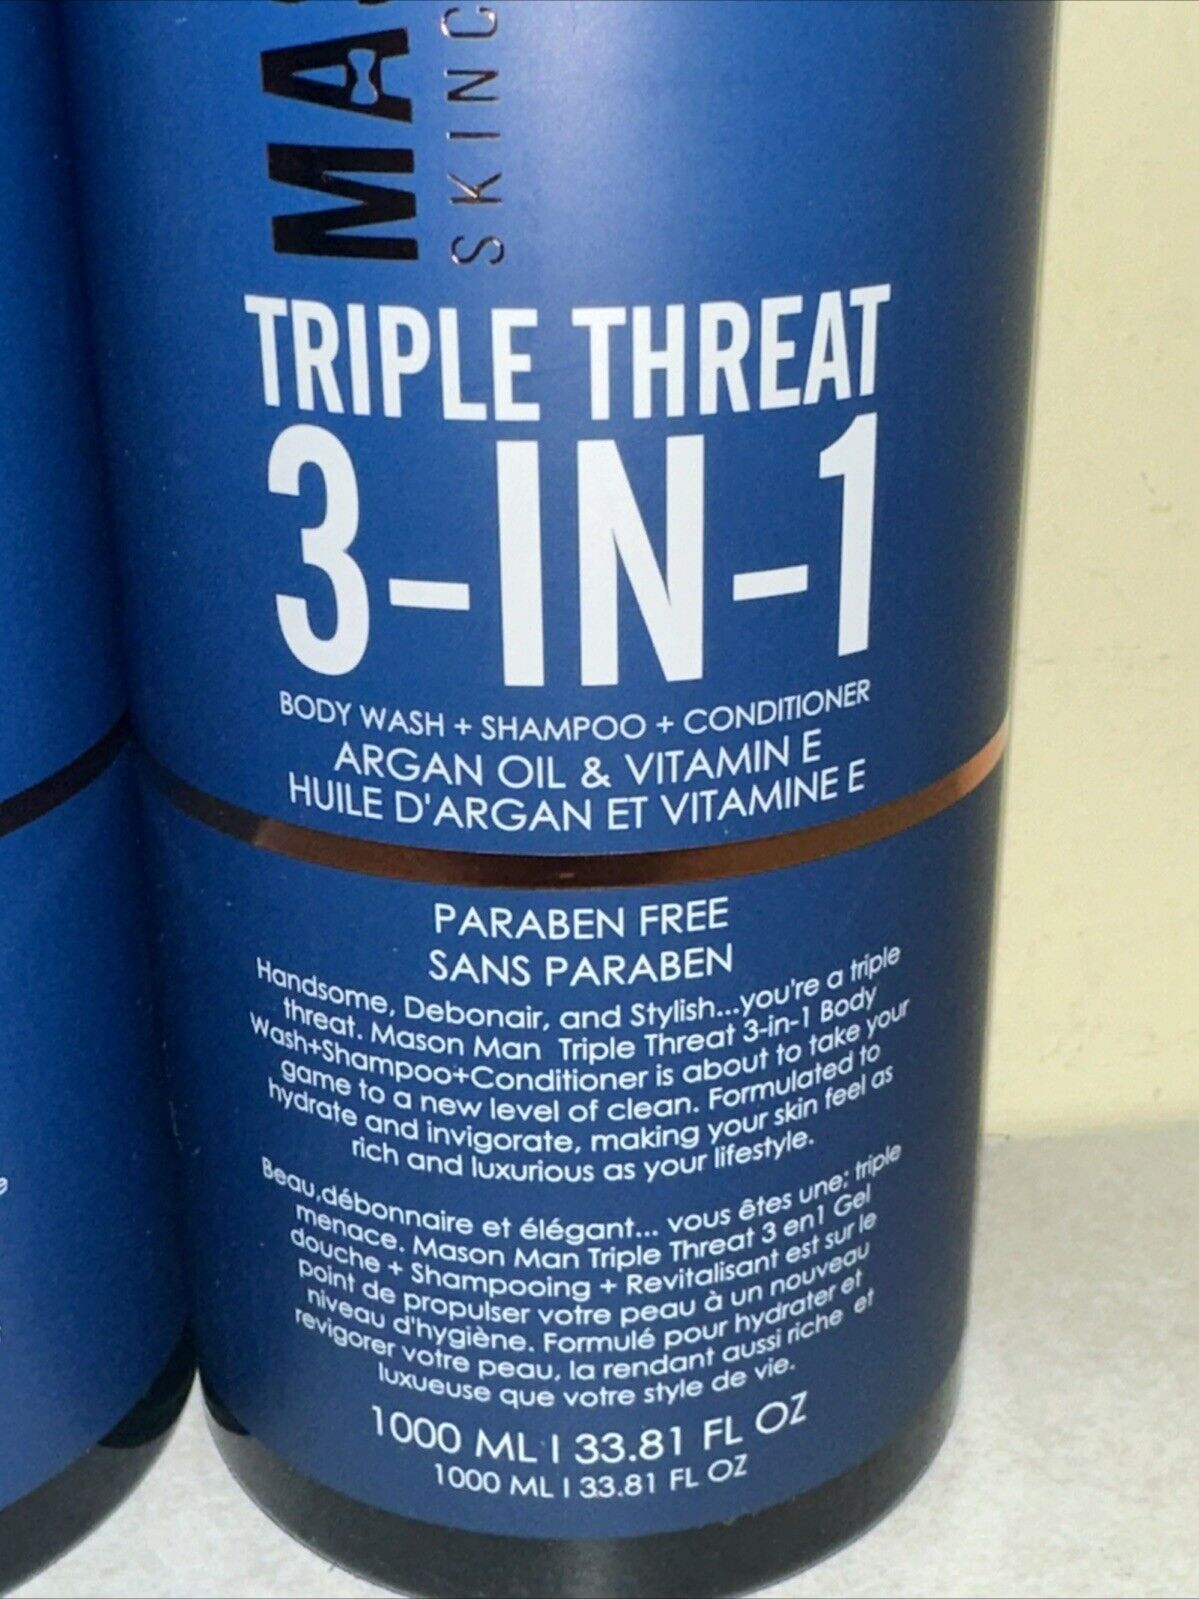 MAS
SKINC
TRIPLE THREAT
3-IN-1
BODY WASH + SHAMPOO + CONDITIONER
ARGAN OIL & VITAMIN E
HUILE D'ARGAN ET VITAMINE E
PARABEN FREE
SANS PARABEN
Handsome, Debonair, and Stylish...you're a triple
threat. Mason Man Triple Threat 3-in-1 Body
Wash+Shampoo+Conditioner is about to take your
game to a new level of clean. Formulated to
hydrate and invigorate, making your skin feel as
rich and luxurious as your lifestyle.
Beau,débonnaire et élégant... vous êtes une; triple
menace. Mason Man Triple Threat 3 en1 Gel
douche + Shampooing + Revitalisant est sur le
point de propulser votre peau à un nouveau
niveau d'hygiène. Formulé pour hydrater et
revigorer votre peau, la rendant aussi riche et
luxueuse que votre style de vie.
1000 ML | 33.81 FL OZ
1000 ML | 33.81 FL OZ